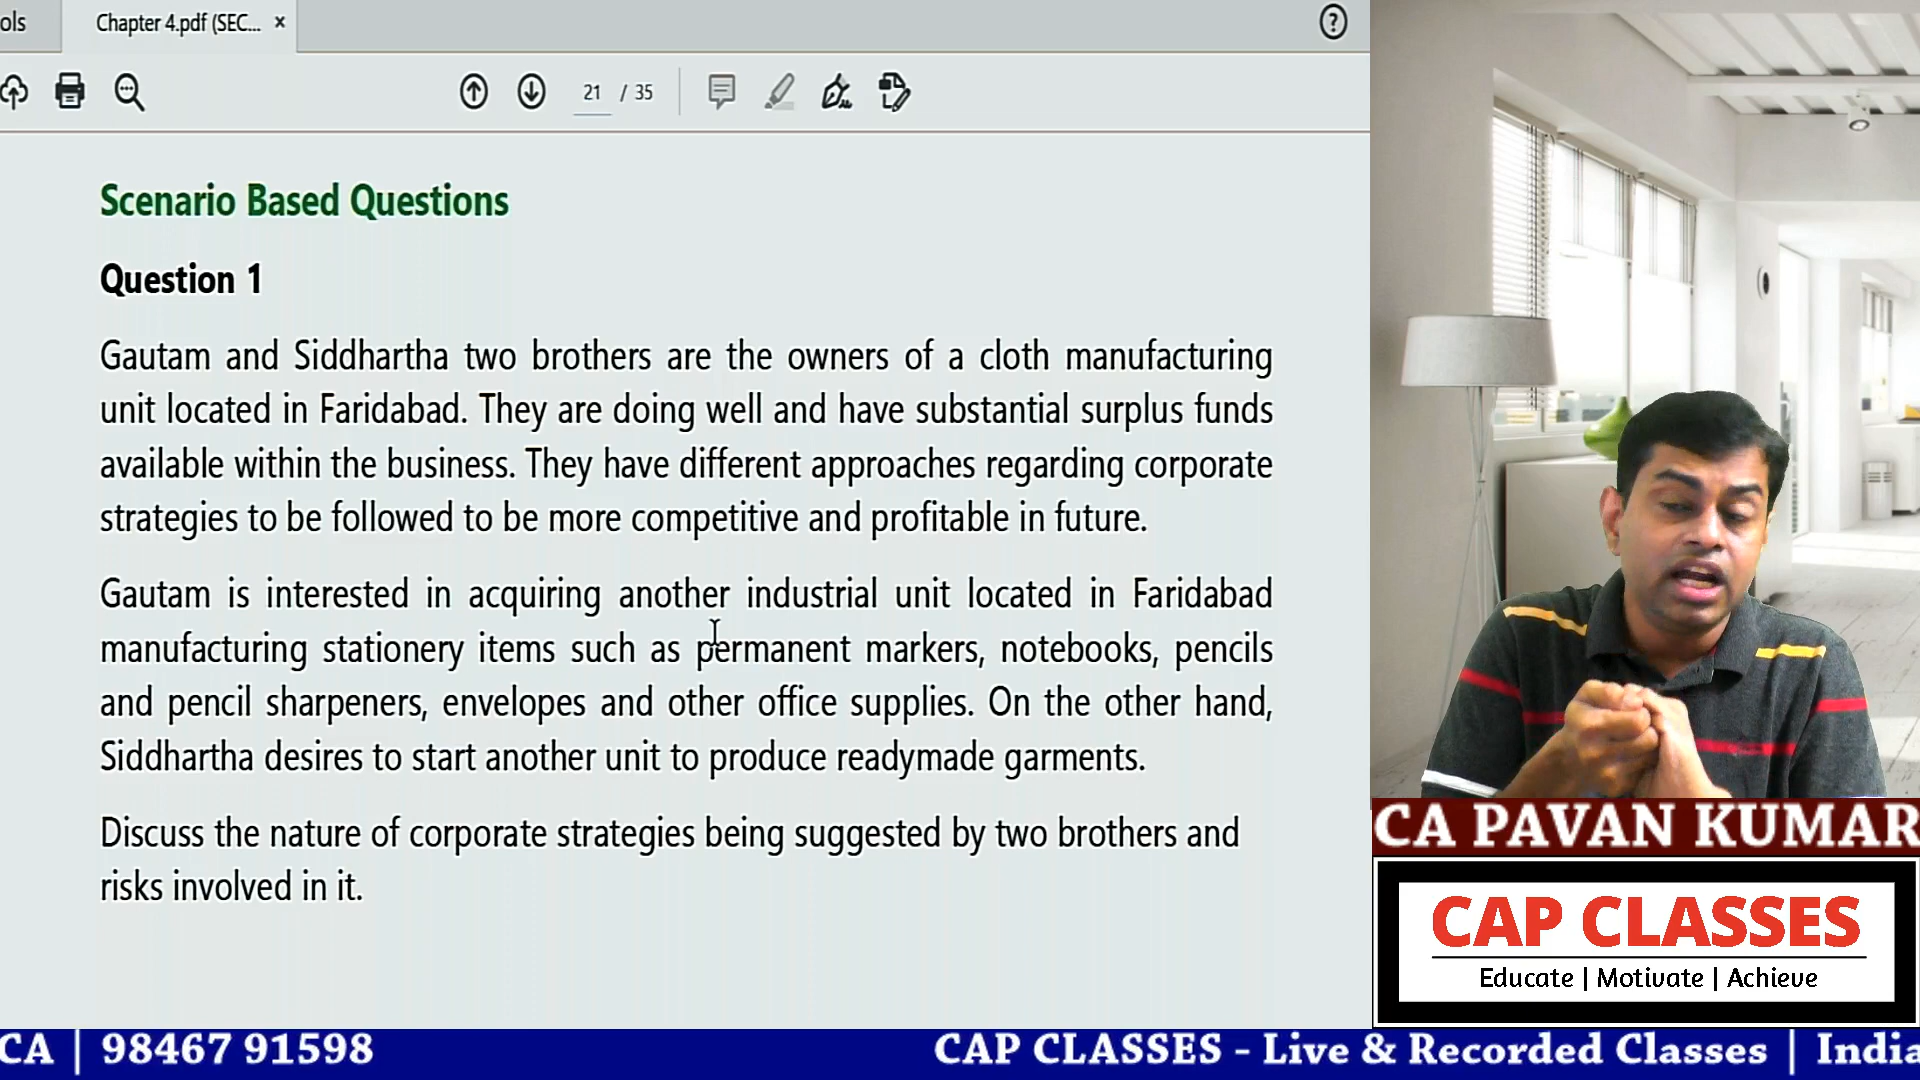 ols
Chapter 4.pdf (SEC... ×
?
21 / 35
Scenario Based Questions
Question 1
Gautam and Siddhartha two brothers are the owners of a cloth manufacturing
unit located in Faridabad. They are doing well and have substantial surplus funds
available within the business. They have different approaches regarding corporate
strategies to be followed to be more competitive and profitable in future.
Gautam is interested in acquiring another industrial unit located in Faridabad
manufacturing stationery items such as permanent markers, notebooks, pencils
and pencil sharpeners, envelopes and other office supplies. On the other hand,
Siddhartha desires to start another unit to produce readymade garments.
Discuss the nature of corporate strategies being suggested by two brothers and
risks involved in it.
CA PAVAN KUMAR
CAP CLASSES
Educate | Motivate | Achieve
CA | 98467 91598
CAP CLASSES - Live & Recorded Classes | India